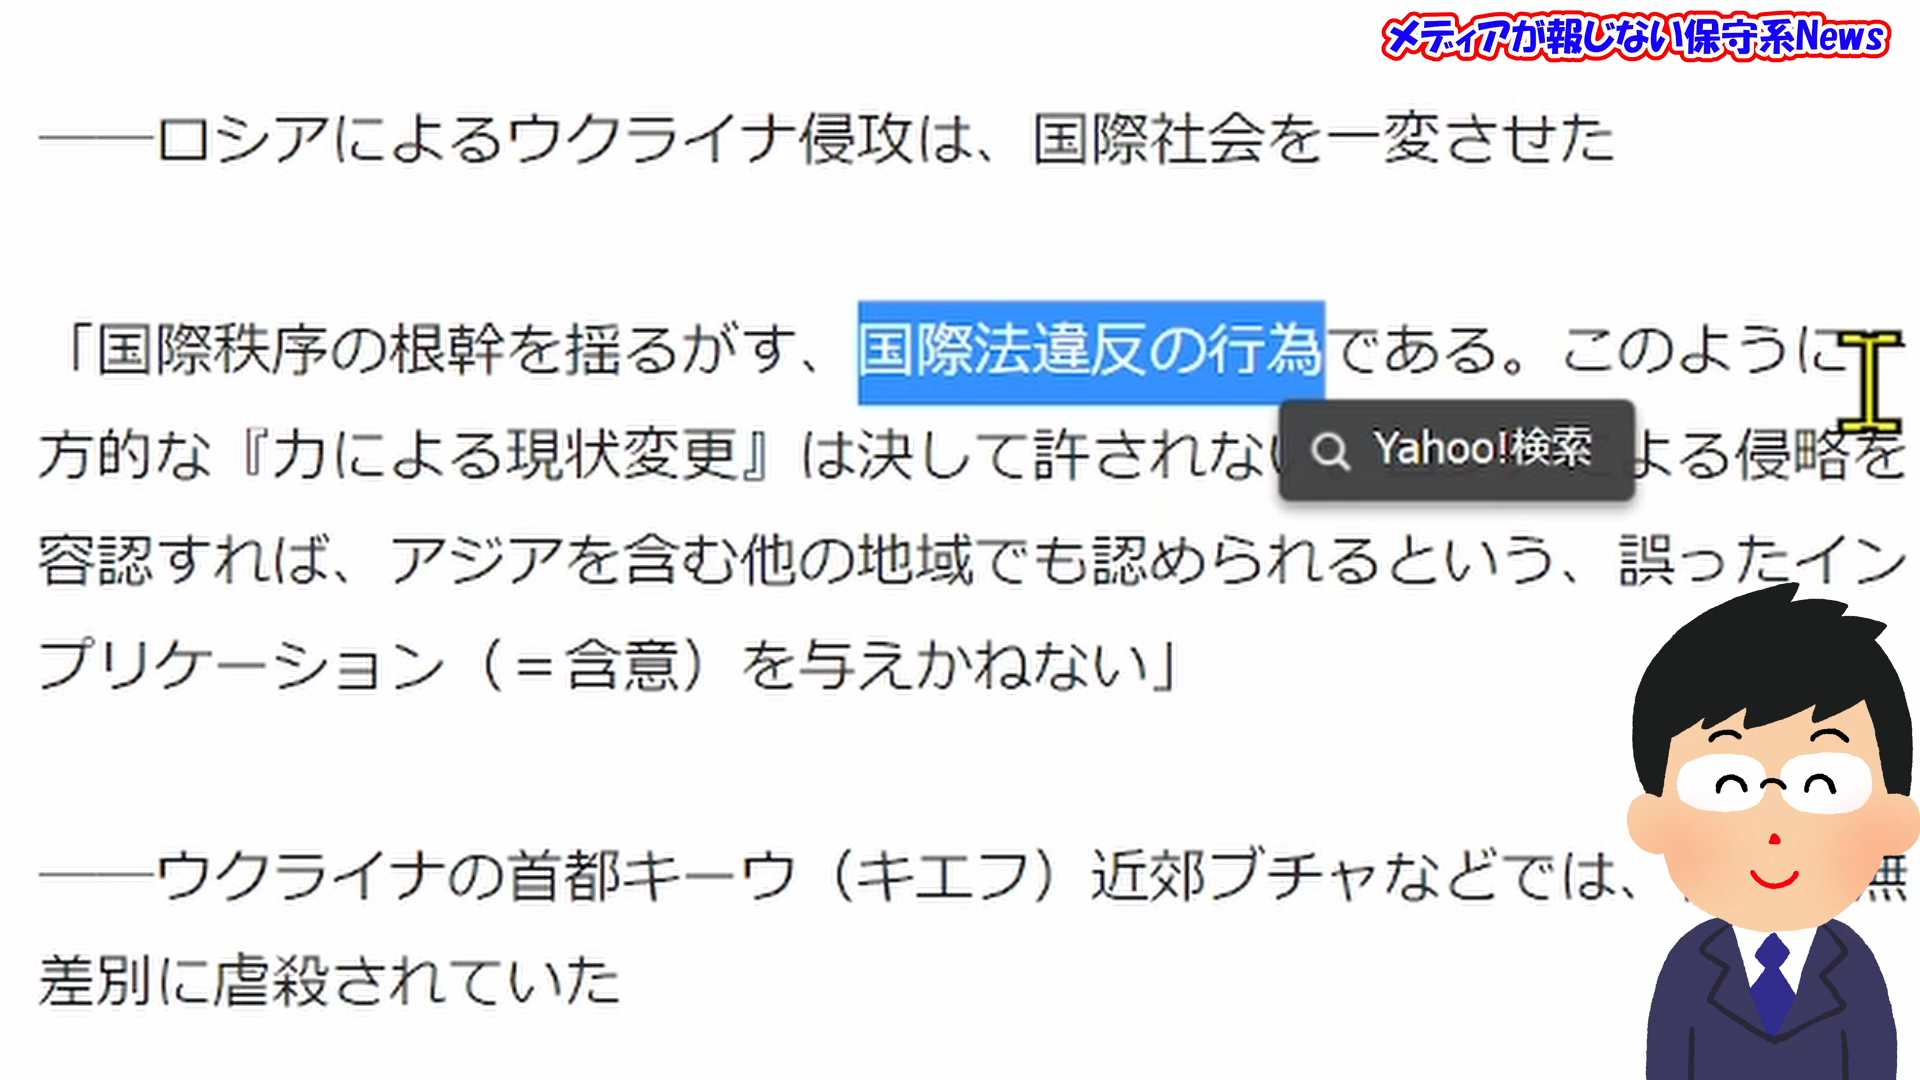 メディアが報じない保守系News
――ロシアによるウクライナ侵攻は、国際社会を一変させた
「国際秩序の根幹を揺るがす、国際法違反の行為である。このように
方的な『力による現状変更』は決して許されな
Yahoo!検索
よる侵略を
容認すれば、アジアを含む他の地域でも認められるという、誤ったイン
プリケーション（＝含意）を与えかねない」
――ウクライナの首都キーウ（キエフ）近郊ブチャなどでは、
無
差別に虐殺されていた